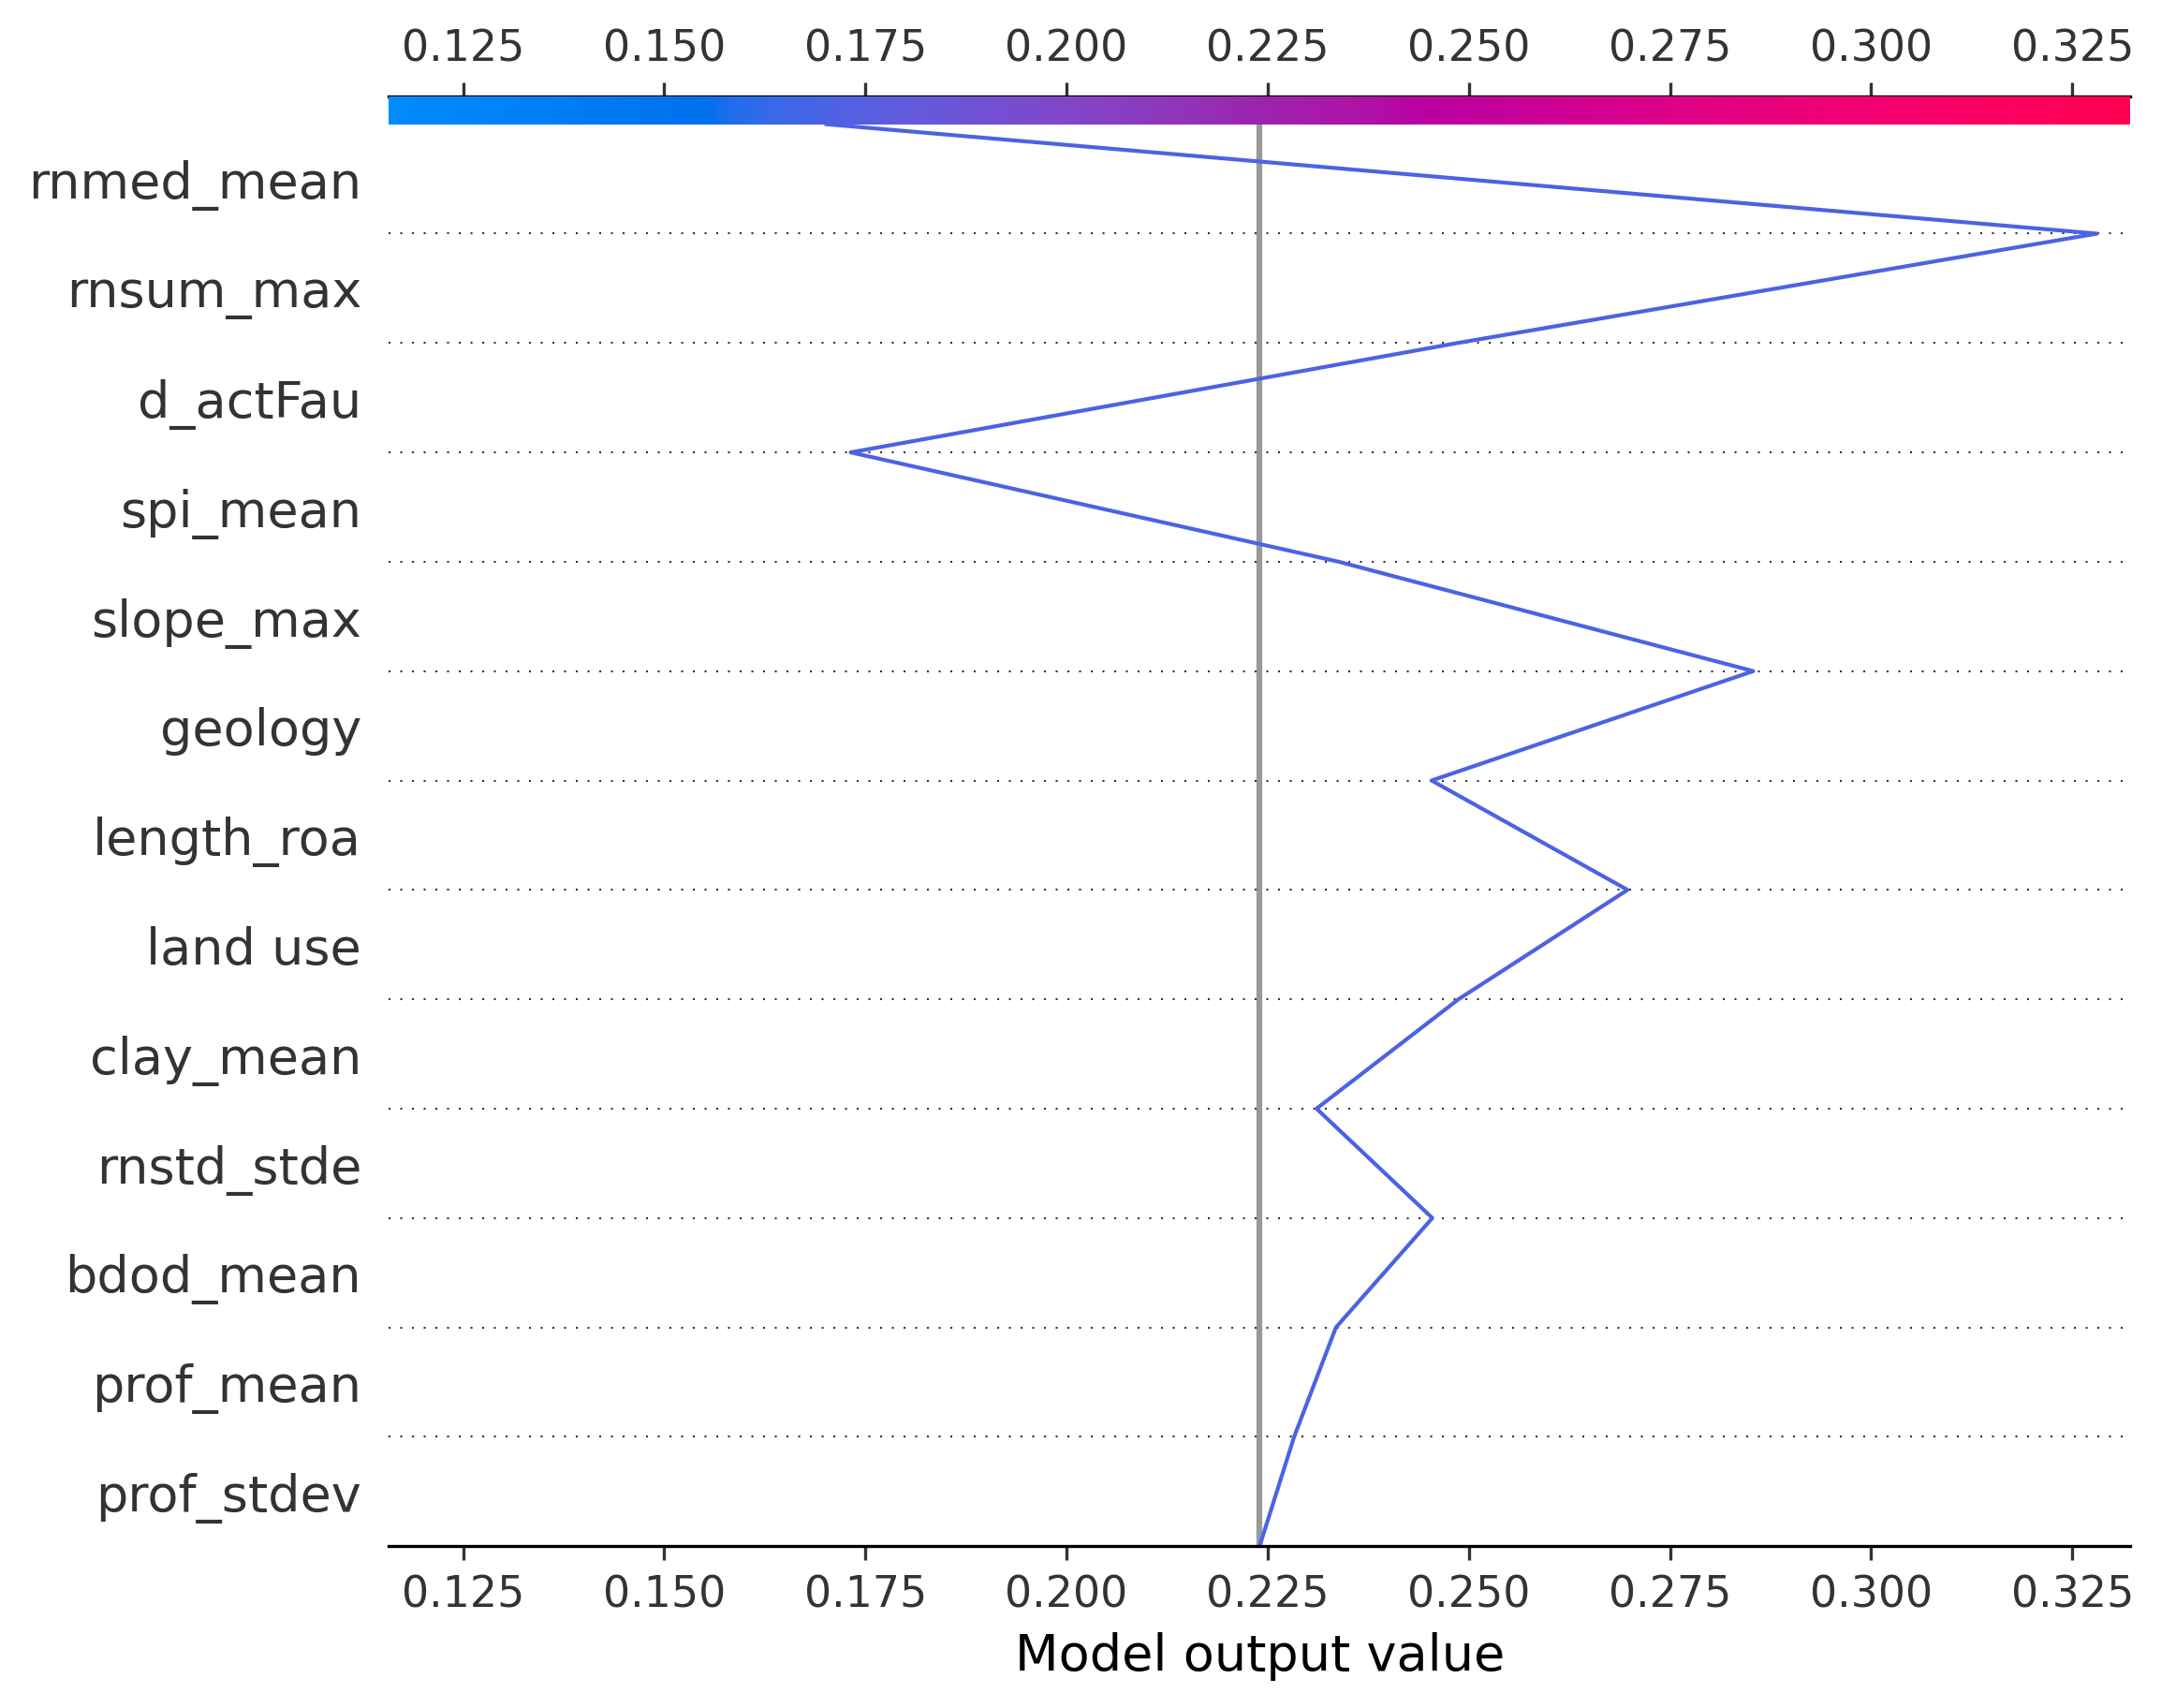 0.125 0.150 0.175 0.200 0.225 0.250 0.275 0.300 0.325
rnmed_mean
rnsum_max
d_actFau
spi_mean
slope_max
geology
length_roa
land use
clay_mean
rnstd_stde
bdod_mean
prof_mean
prof_stdev
0.125 0.150 0.175 0.200 0.225 0.250 0.275 0.300 0.325
Model output value